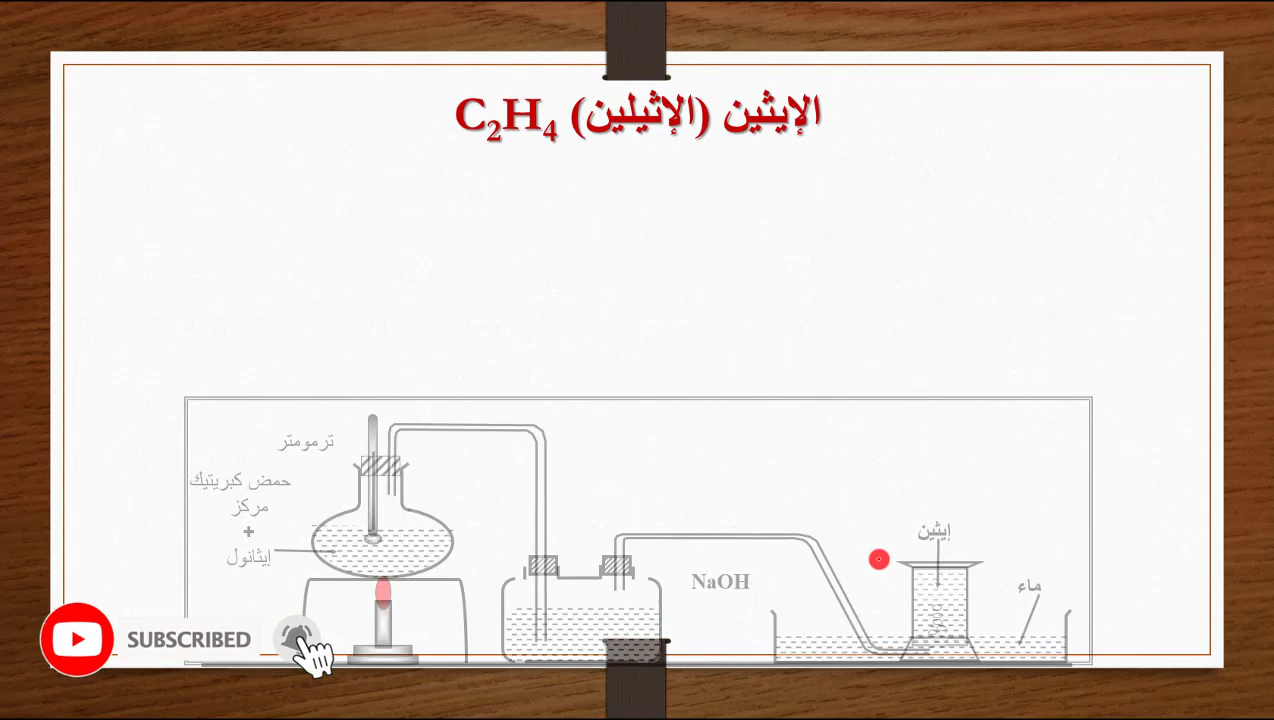 الإيثين (الإثيلين) C₂H₄
ترمومتر
حمض كبريتيك
مركز
+
إيثانول
NaOH
إيثين
ماء
SUBSCRIBED